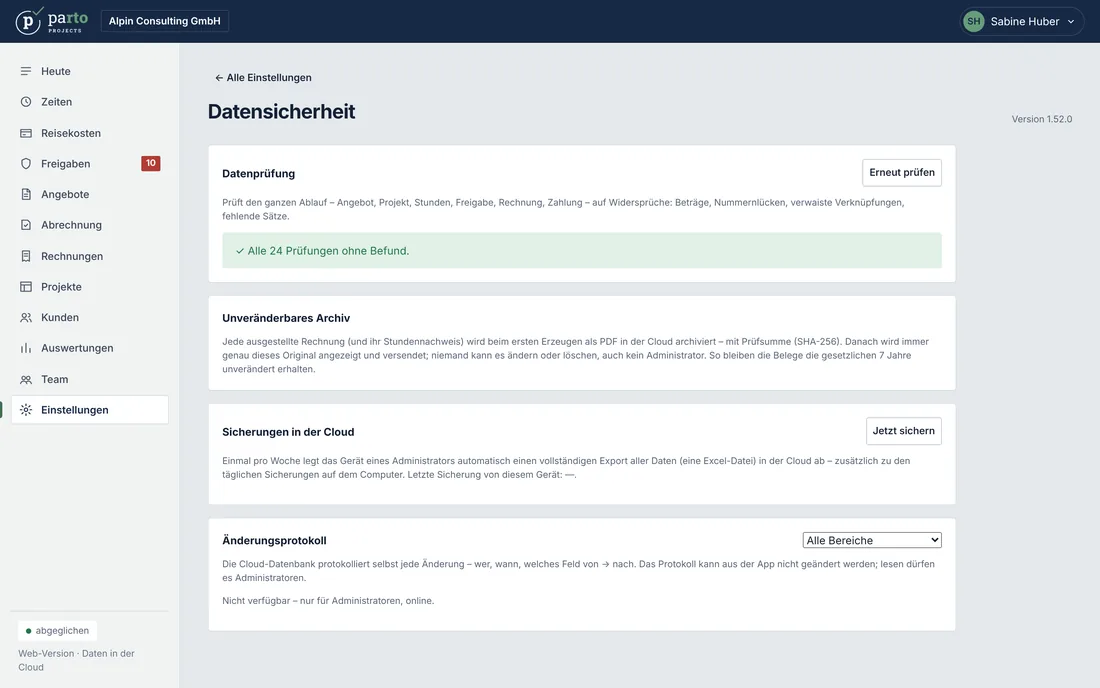 parto
PROJECTS
Alpin Consulting GmbH
SH Sabine Huber
Heute
Zeiten
Reisekosten
Freigaben 10
Angebote
Abrechnung
Rechnungen
Projekte
Kunden
Auswertungen
Team
Einstellungen
● abgeglichen
Web-Version · Daten in der
Cloud
← Alle Einstellungen
Datensicherheit
Version 1.52.0
Datenprüfung
Erneut prüfen
Prüft den ganzen Ablauf – Angebot, Projekt, Stunden, Freigabe, Rechnung, Zahlung – auf Widersprüche: Beträge, Nummernlücken, verwaiste Verknüpfungen,
fehlende Sätze.
✓ Alle 24 Prüfungen ohne Befund.
Unveränderbares Archiv
Jede ausgestellte Rechnung (und ihr Stundennachweis) wird beim ersten Erzeugen als PDF in der Cloud archiviert – mit Prüfsumme (SHA-256). Danach wird immer
genau dieses Original angezeigt und versendet; niemand kann es ändern oder löschen, auch kein Administrator. So bleiben die Belege die gesetzlichen 7 Jahre
unverändert erhalten.
Sicherungen in der Cloud
Jetzt sichern
Einmal pro Woche legt das Gerät eines Administrators automatisch einen vollständigen Export aller Daten (eine Excel-Datei) in der Cloud ab – zusätzlich zu den
täglichen Sicherungen auf dem Computer. Letzte Sicherung von diesem Gerät: —.
Änderungsprotokoll
Alle Bereiche
Die Cloud-Datenbank protokolliert selbst jede Änderung – wer, wann, welches Feld von → nach. Das Protokoll kann aus der App nicht geändert werden; lesen dürfen
es Administratoren.
Nicht verfügbar – nur für Administratoren, online.